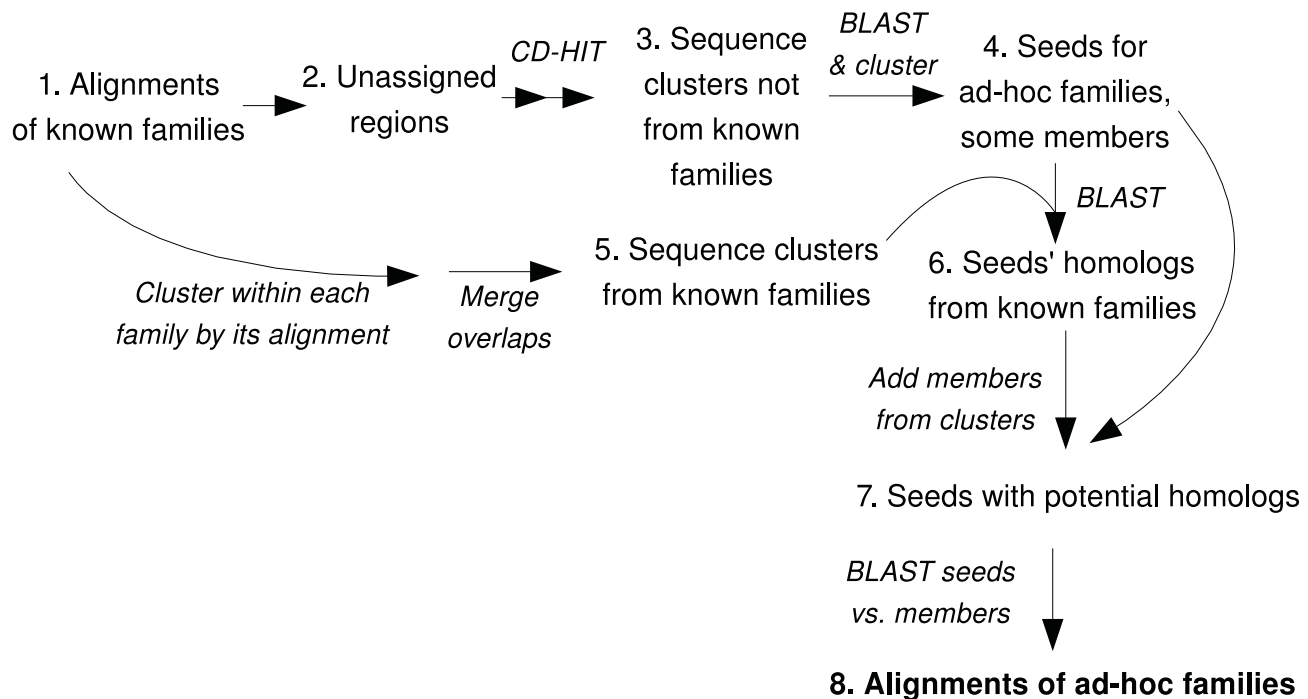 1. Alignments
of known families
2. Unassigned
regions
CD-HIT
3. Sequence
clusters not
from known
families
BLAST
& cluster
4. Seeds for
ad-hoc families,
some members
Cluster within each
family by its alignment
Merge
overlaps
5. Sequence clusters
from known families
BLAST
6. Seeds' homologs
from known families
Add members
from clusters
7. Seeds with potential homologs
BLAST seeds
vs. members
8. Alignments of ad-hoc families